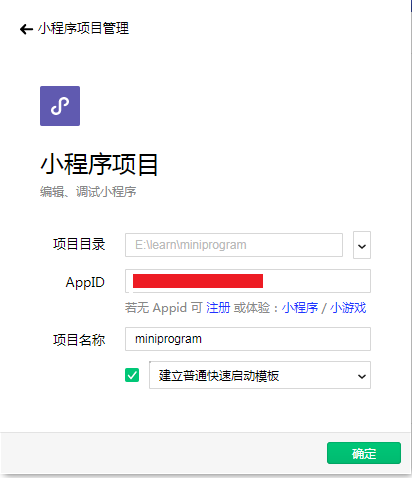 小程序项目管理
小程序项目
编辑、调试小程序
项目目录 E:\learn\miniprogram
AppID
若无 Appid 可 注册 或体验：小程序 / 小游戏
项目名称 miniprogram
建立普通快速启动模板
确定